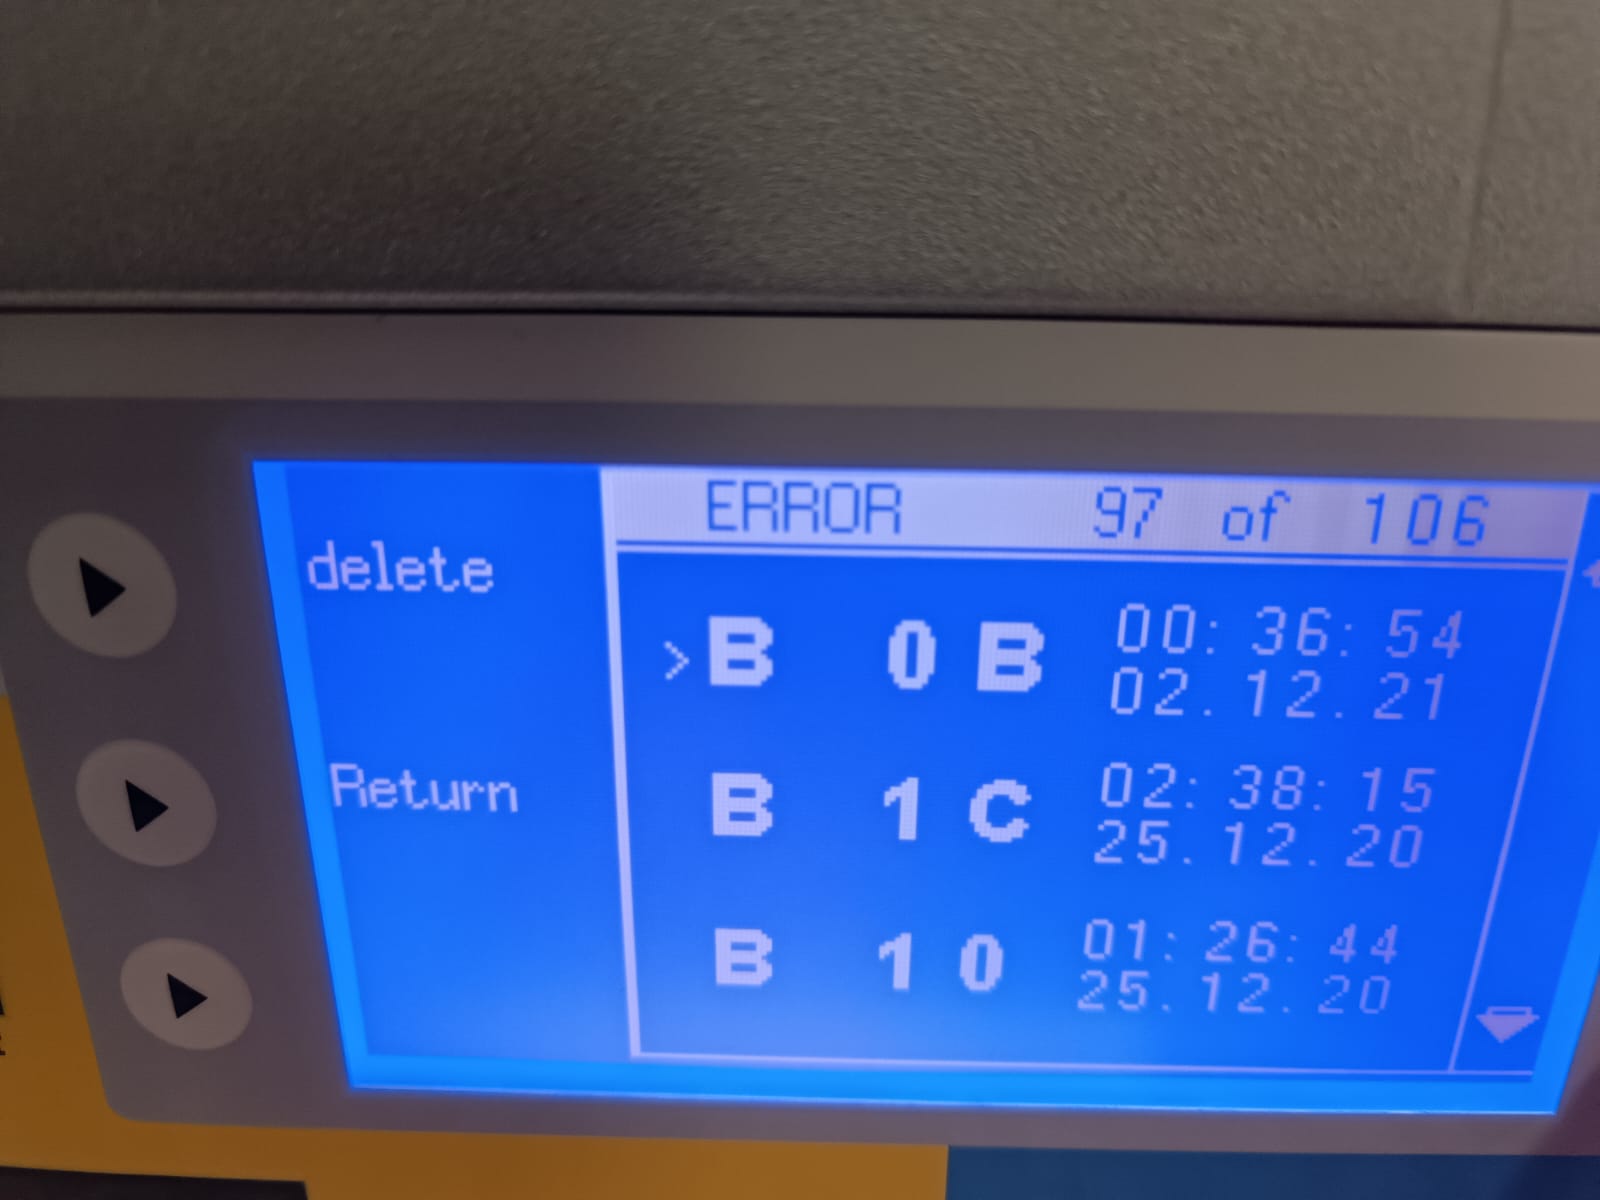 ERROR 97 of 106
delete
>B 0B 00:36:54
02.12.21
B 1C 02:38:15
25.12.20
Return
B 10 01:26:44
25.12.20